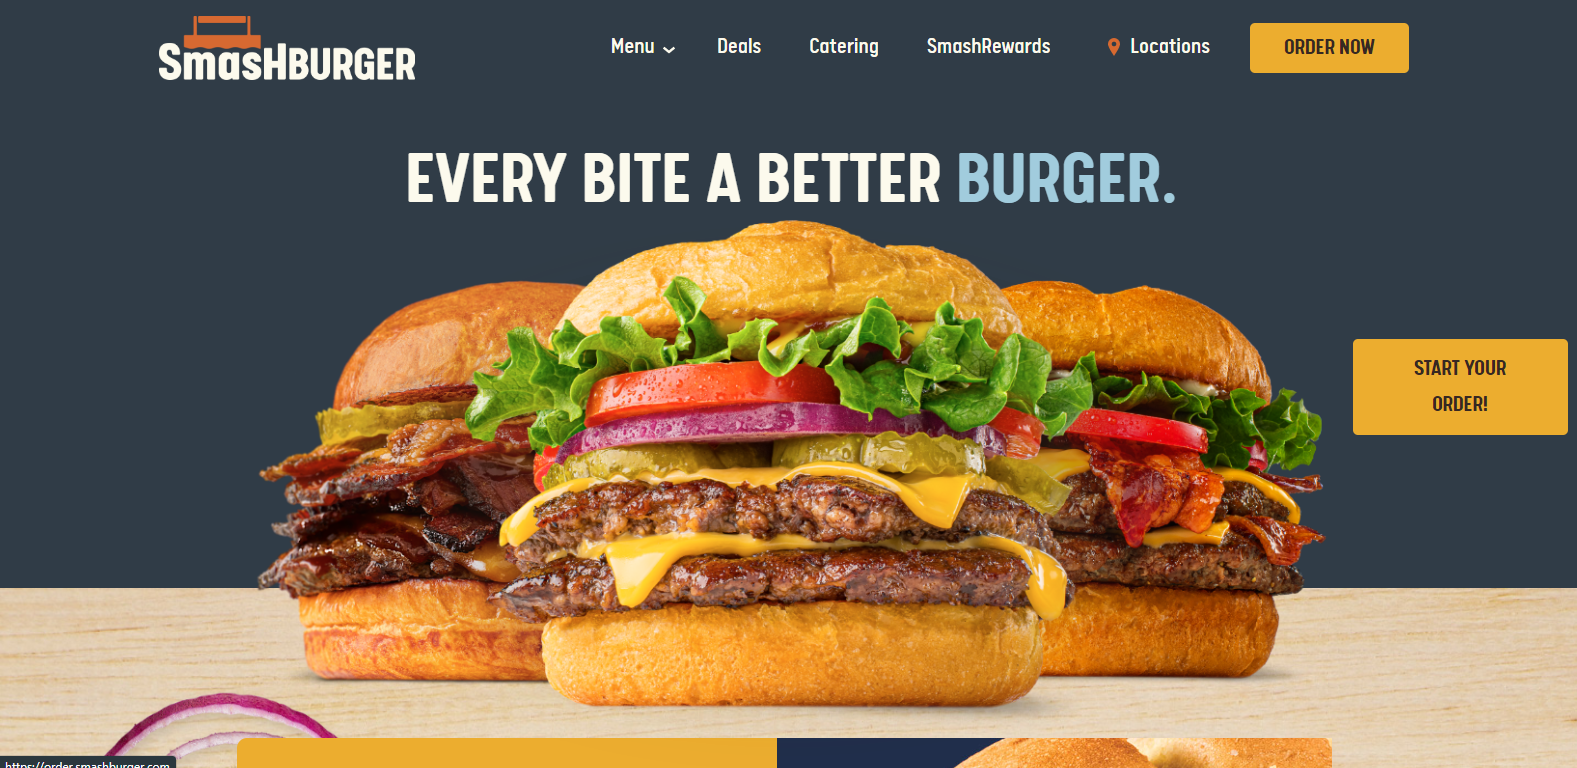 SmasHBURGER
Menu
Deals
Catering
SmashRewards
Locations
ORDER NOW
EVERY BITE A BETTER BURGER.
START YOUR
ORDER!
https://order.smashburger.com